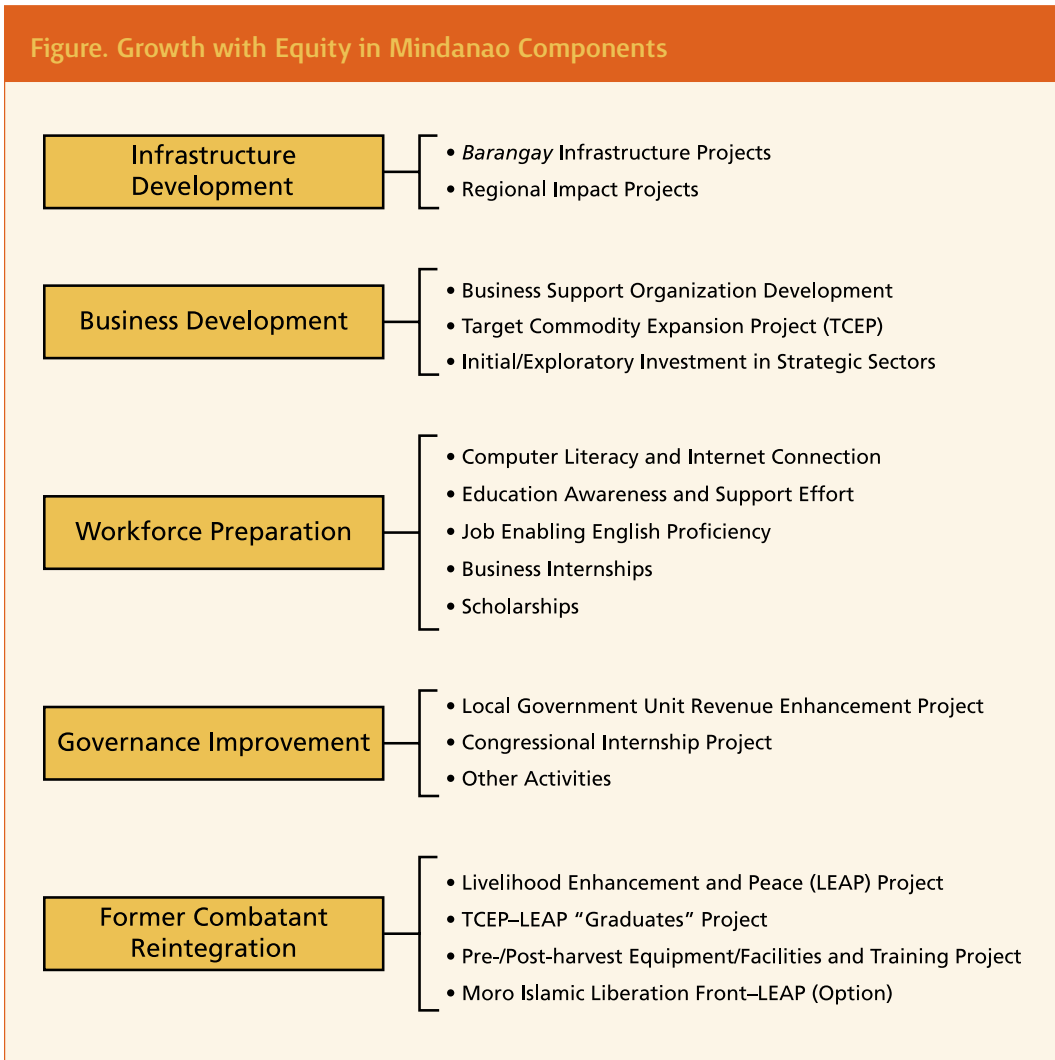 Figure. Growth with Equity in Mindanao Components
Infrastructure
Development
• Barangay Infrastructure Projects
• Regional Impact Projects
Business Development
• Business Support Organization Development
• Target Commodity Expansion Project (TCEP)
• Initial/Exploratory Investment in Strategic Sectors
Workforce Preparation
• Computer Literacy and Internet Connection
• Education Awareness and Support Effort
• Job Enabling English Proficiency
• Business Internships
• Scholarships
Governance Improvement
• Local Government Unit Revenue Enhancement Project
• Congressional Internship Project
• Other Activities
Former Combatant
Reintegration
• Livelihood Enhancement and Peace (LEAP) Project
• TCEP–LEAP “Graduates” Project
• Pre-/Post-harvest Equipment/Facilities and Training Project
• Moro Islamic Liberation Front–LEAP (Option)